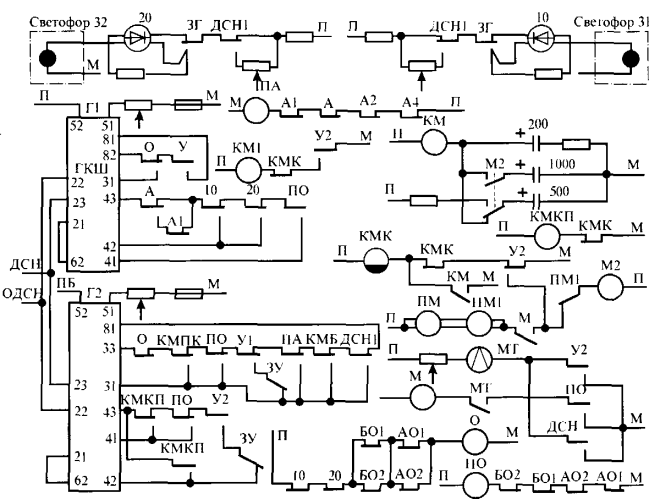 Светофор 32
20
ЗГ
ДСН1
П
П
ДСН1
ЗГ
10
Светофор 31
М
ПА
П
Г1
М
М
А1
А
А2
А4
П
П
КМ
+
200
52
51
81
82
О
У
ГКШ
31
П
КМ1
КМК
У2
М
М2
+
1000
М
22
23
43
А
А1
10
20
ПО
П
+
500
21
42
62
41
КМКП
КМК
М
П
КМК
КМК
У2
М
КМ
М
ПМ1
М2
П
ДСН
ОДСН
ПБ
Г2
М
П
ПМ
ПМ1
М
52
51
81
33
О
КМПК
ПО
У1
ПА
КМБ
ДСН1
П
МТ
У2
ЗУ
23
31
22
43
КМКП
ПО
У2
М
МТ
ПО
М
ДСН
41
КМКП
ЗУ
П
БО1
АО1
О
М
21
62
42
10
20
БО2
АО2
П
ПО
БО2
БО1
АО2
АО1
М